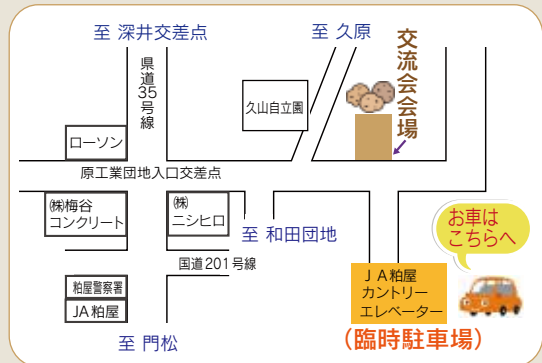 至 深井交差点
至 久原
県道35号線
交流会会場
久山自立園
ローソン
原工業団地入口交差点
㈱梅谷
コンクリート
㈱
ニシヒロ
至 和田団地
お車は
こちらへ
国道201号線
粕屋警察署
JA粕屋
ＪＡ粕屋
カントリー
エレベーター
(臨時駐車場)
至 門松